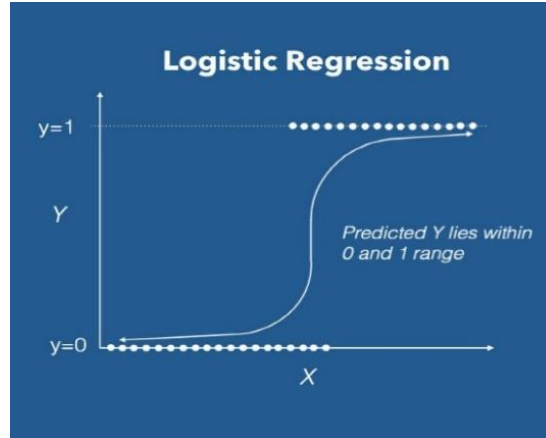 Logistic Regression
y=1
Y
Predicted Y lies within
0 and 1 range
y=0
X